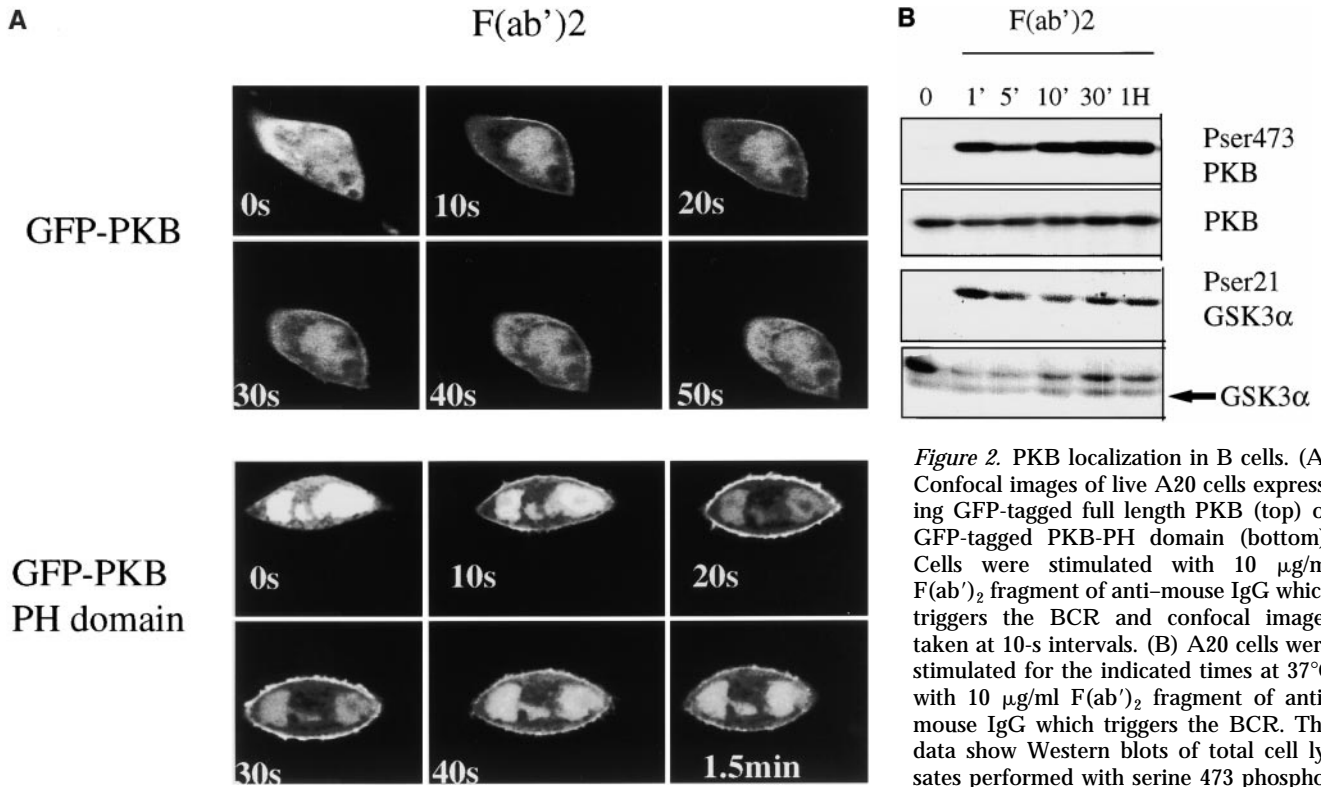 A
F(ab')2
GFP-PKB
0s
10s
20s
30s
40s
50s
GFP-PKB
PH domain
0s
10s
20s
30s
40s
1.5min
B
F(ab')2
0 1' 5' 10' 30' 1H
Pser473
PKB
PKB
Pser21
GSK3α
GSK3α
Figure 2. PKB localization in B cells. (A
Confocal images of live A20 cells express
ing GFP-tagged full length PKB (top) o
GFP-tagged PKB-PH domain (bottom)
Cells were stimulated with 10 μg/m
F(ab′)₂ fragment of anti–mouse IgG whic
triggers the BCR and confocal image
taken at 10-s intervals. (B) A20 cells wer
stimulated for the indicated times at 37°
with 10 μg/ml F(ab′)₂ fragment of anti
mouse IgG which triggers the BCR. Th
data show Western blots of total cell ly
sates performed with serine 473 phospho